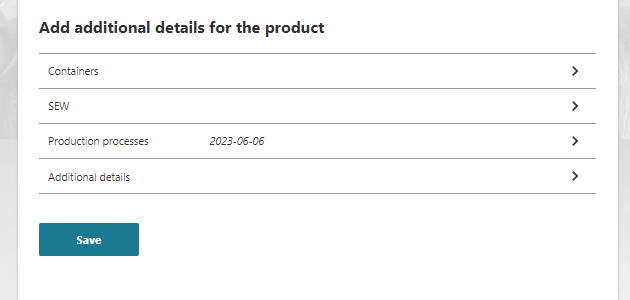 Add additional details for the product
Containers
SEW
Production processes 2023-06-06
Additional details
Save